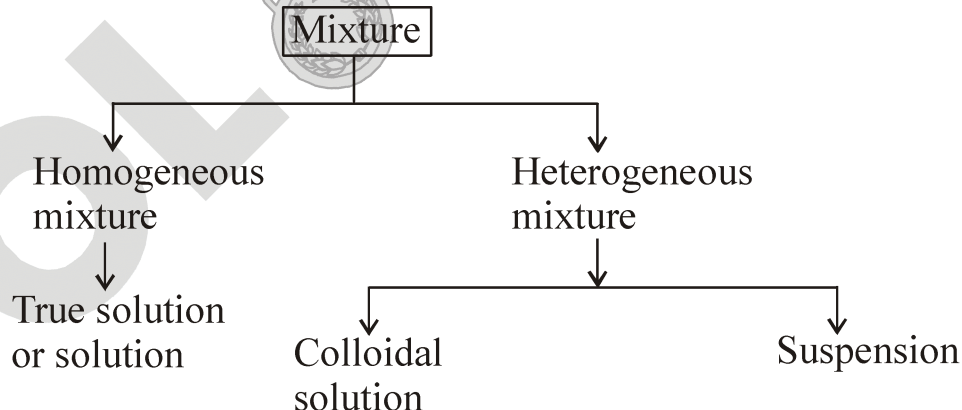 Mixture
Homogeneous
mixture
Heterogeneous
mixture
True solution
or solution
Colloidal
solution
Suspension